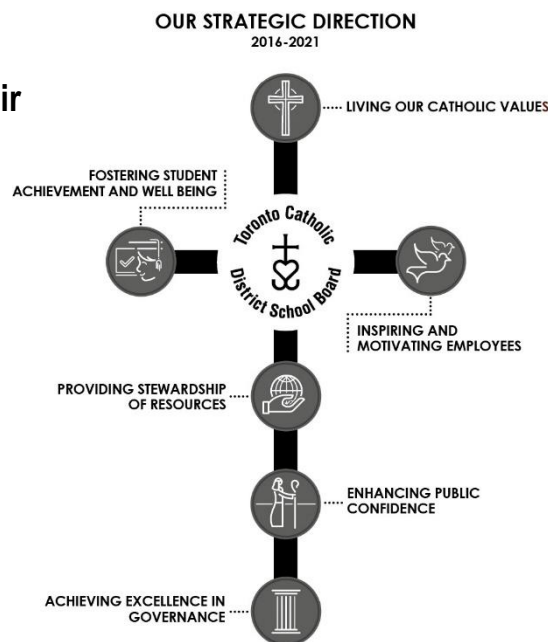 OUR STRATEGIC DIRECTION
2016-2021
ir
LIVING OUR CATHOLIC VALUES
FOSTERING STUDENT
ACHIEVEMENT AND WELL BEING
Toronto Catholic
District School Board
INSPIRING AND
MOTIVATING EMPLOYEES
PROVIDING STEWARDSHIP
OF RESOURCES
ENHANCING PUBLIC
CONFIDENCE
ACHIEVING EXCELLENCE IN
GOVERNANCE